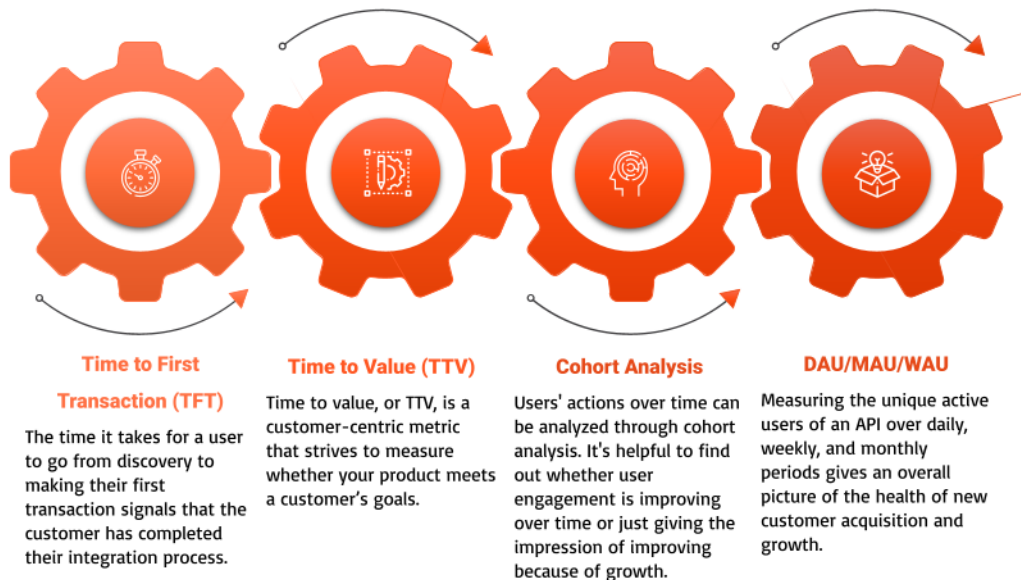 Time to First
Transaction (TFT)
The time it takes for a user
to go from discovery to
making their first
transaction signals that the
customer has completed
their integration process.
Time to Value (TTV)
Time to value, or TTV, is a
customer-centric metric
that strives to measure
whether your product meets
a customer's goals.
Cohort Analysis
Users' actions over time can
be analyzed through cohort
analysis. It's helpful to find
out whether user
engagement is improving
over time or just giving the
impression of improving
because of growth.
DAU/MAU/WAU
Measuring the unique active
users of an API over daily,
weekly, and monthly
periods gives an overall
picture of the health of new
customer acquisition and
growth.